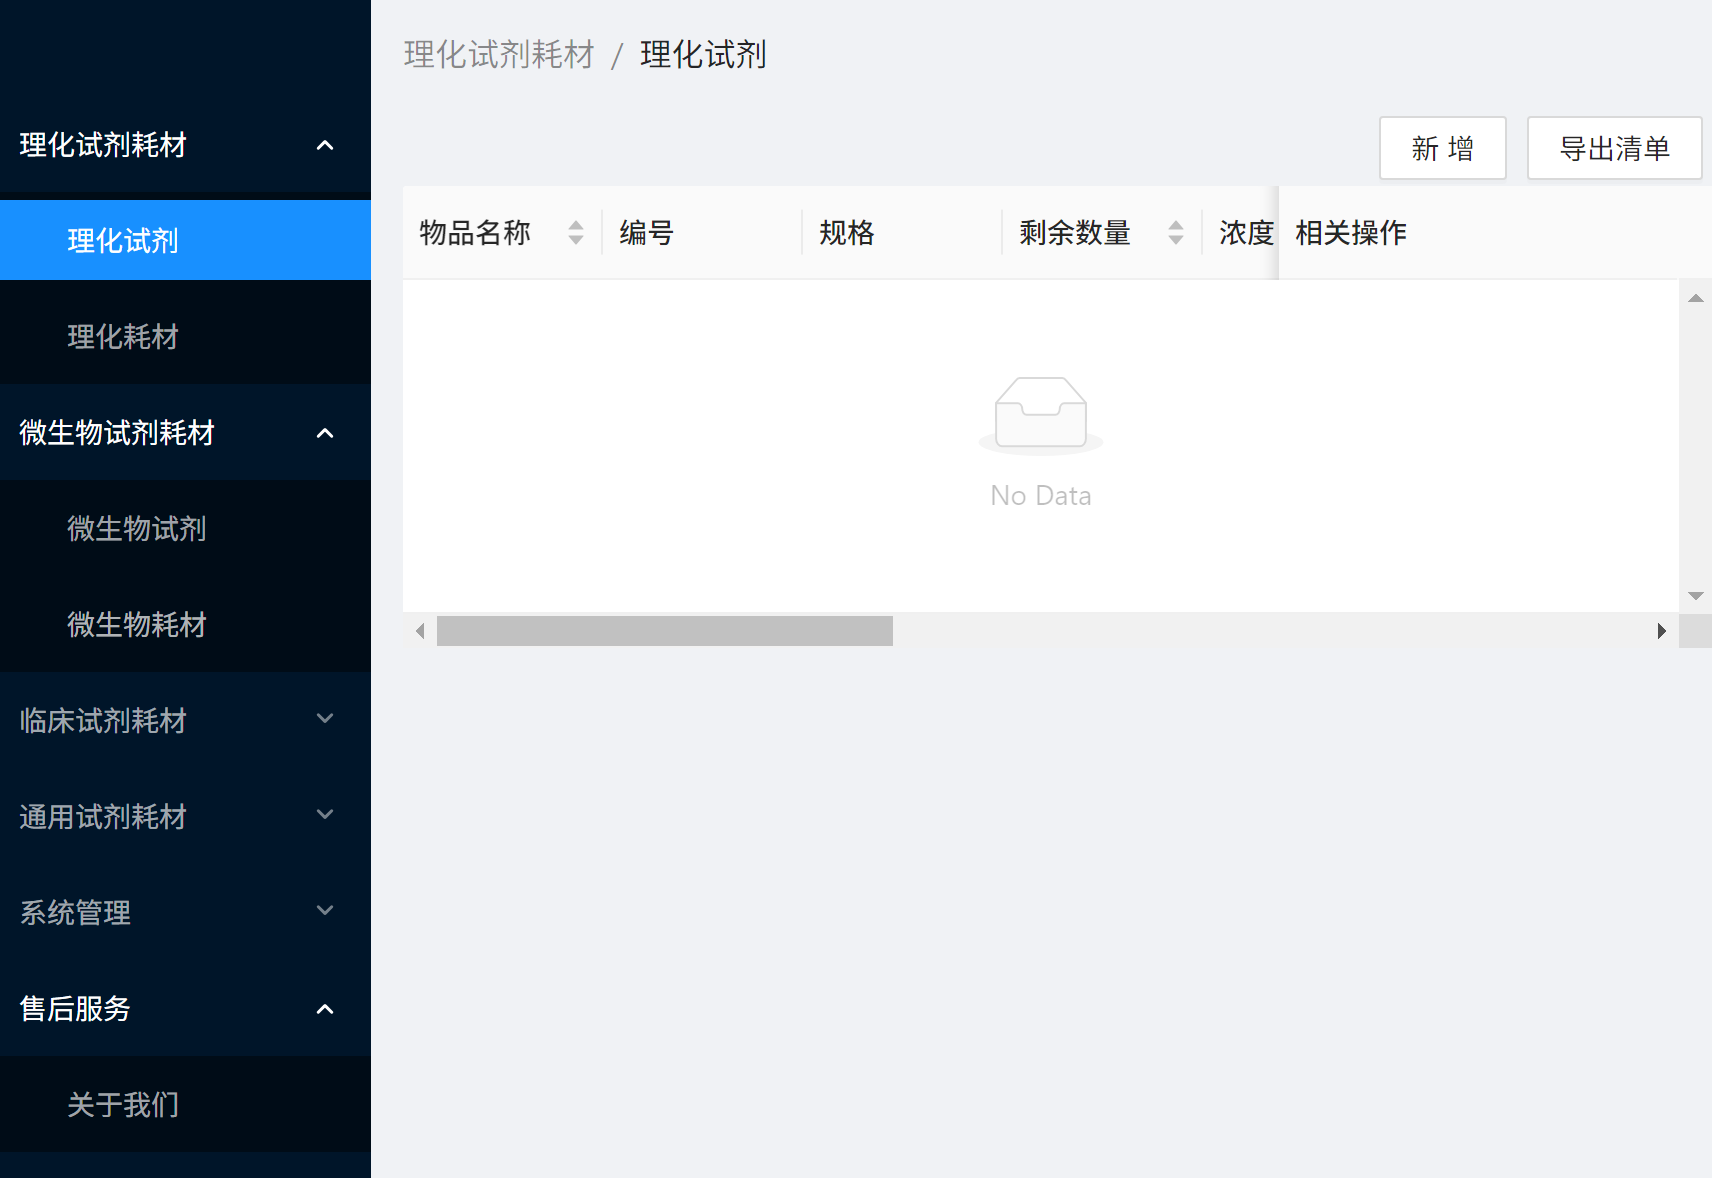 理化试剂耗材
理化试剂
理化耗材
微生物试剂耗材
微生物试剂
微生物耗材
临床试剂耗材
通用试剂耗材
系统管理
售后服务
关于我们
理化试剂耗材 / 理化试剂
新 增 导出清单
物品名称 编号 规格 剩余数量 浓度 相关操作
No Data